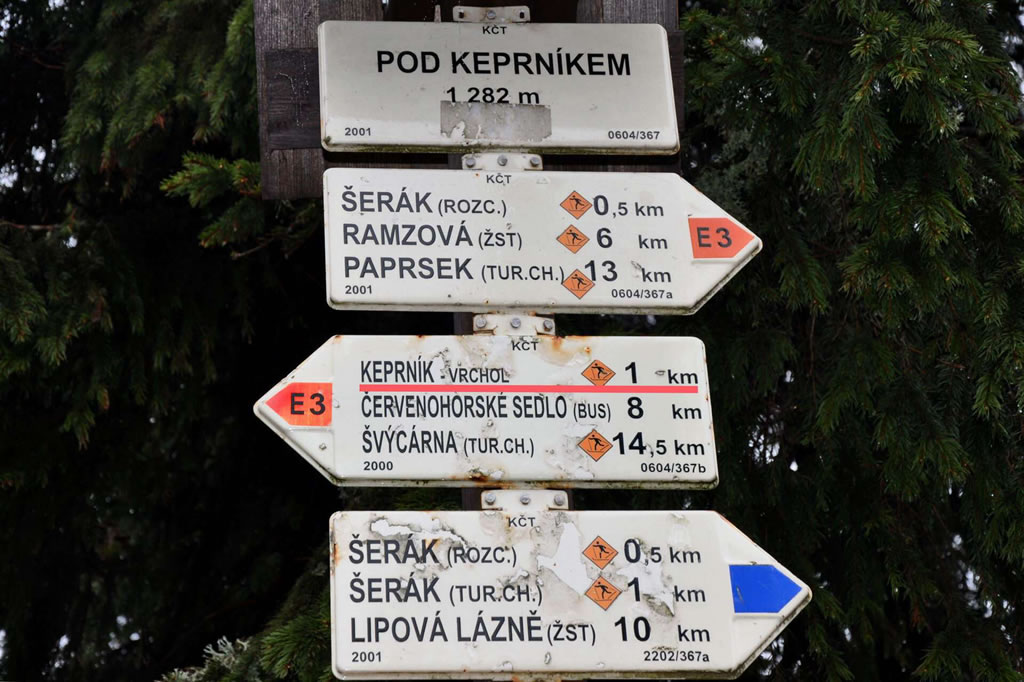 KČT
POD KEPRNÍKEM
1 282 m
2001 0604/367
KČT
ŠERÁK (ROZC.) 0,5 km
RAMZOVÁ (ŽST) 6 km
PAPRSEK (TUR.CH.) 13 km
E3
2001 0604/367a
KČT
KEPRNÍK - VRCHOL 1 km
E3
ČERVENOHORSKÉ SEDLO (BUS) 8 km
ŠVÝCÁRNA (TUR.CH.) 14,5 km
2000 0604/367b
KČT
ŠERÁK (ROZC.) 0,5 km
ŠERÁK (TUR.CH.) 1 km
LIPOVÁ LÁZNĚ (ŽST) 10 km
2001 2202/367a